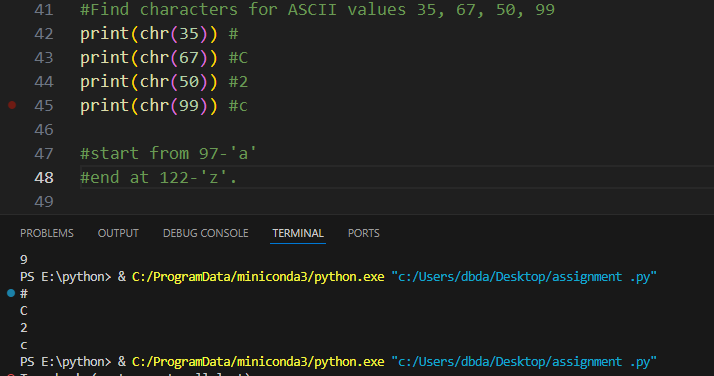 41 #Find characters for ASCII values 35, 67, 50, 99
42 print(chr(35)) #
43 print(chr(67)) #C
44 print(chr(50)) #2
45 print(chr(99)) #c
46
47 #start from 97-'a'
48 #end at 122-'z'.
49
PROBLEMS OUTPUT DEBUG CONSOLE TERMINAL PORTS
9
PS E:\python> & C:/ProgramData/miniconda3/python.exe "c:/Users/dbda/Desktop/assignment .py"
#
C
2
c
PS E:\python> & C:/ProgramData/miniconda3/python.exe "c:/Users/dbda/Desktop/assignment .py"